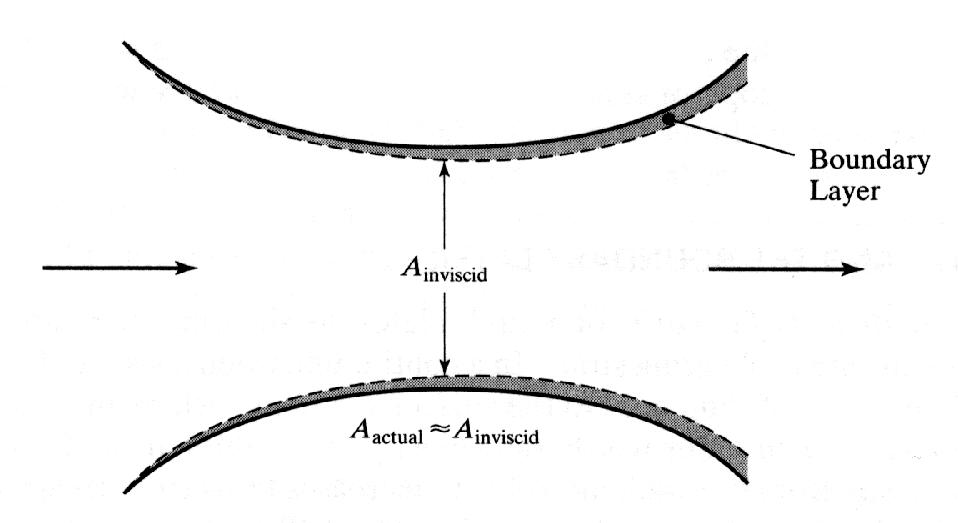 Boundary
Layer
A_inviscid
A_actual ≈ A_inviscid